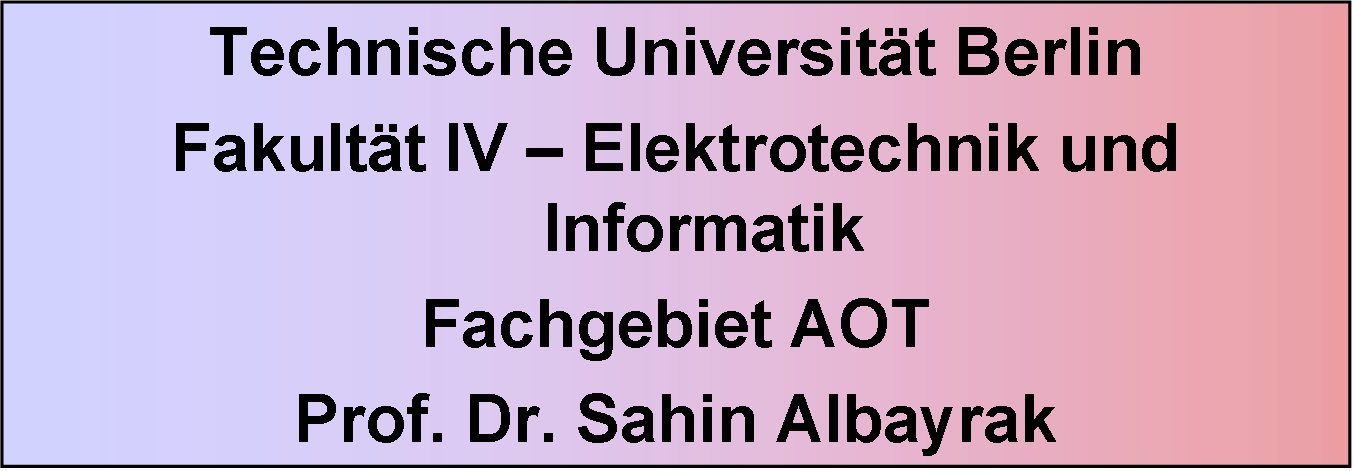 Technische Universität Berlin
Fakultät IV – Elektrotechnik und
Informatik
Fachgebiet AOT
Prof. Dr. Sahin Albayrak